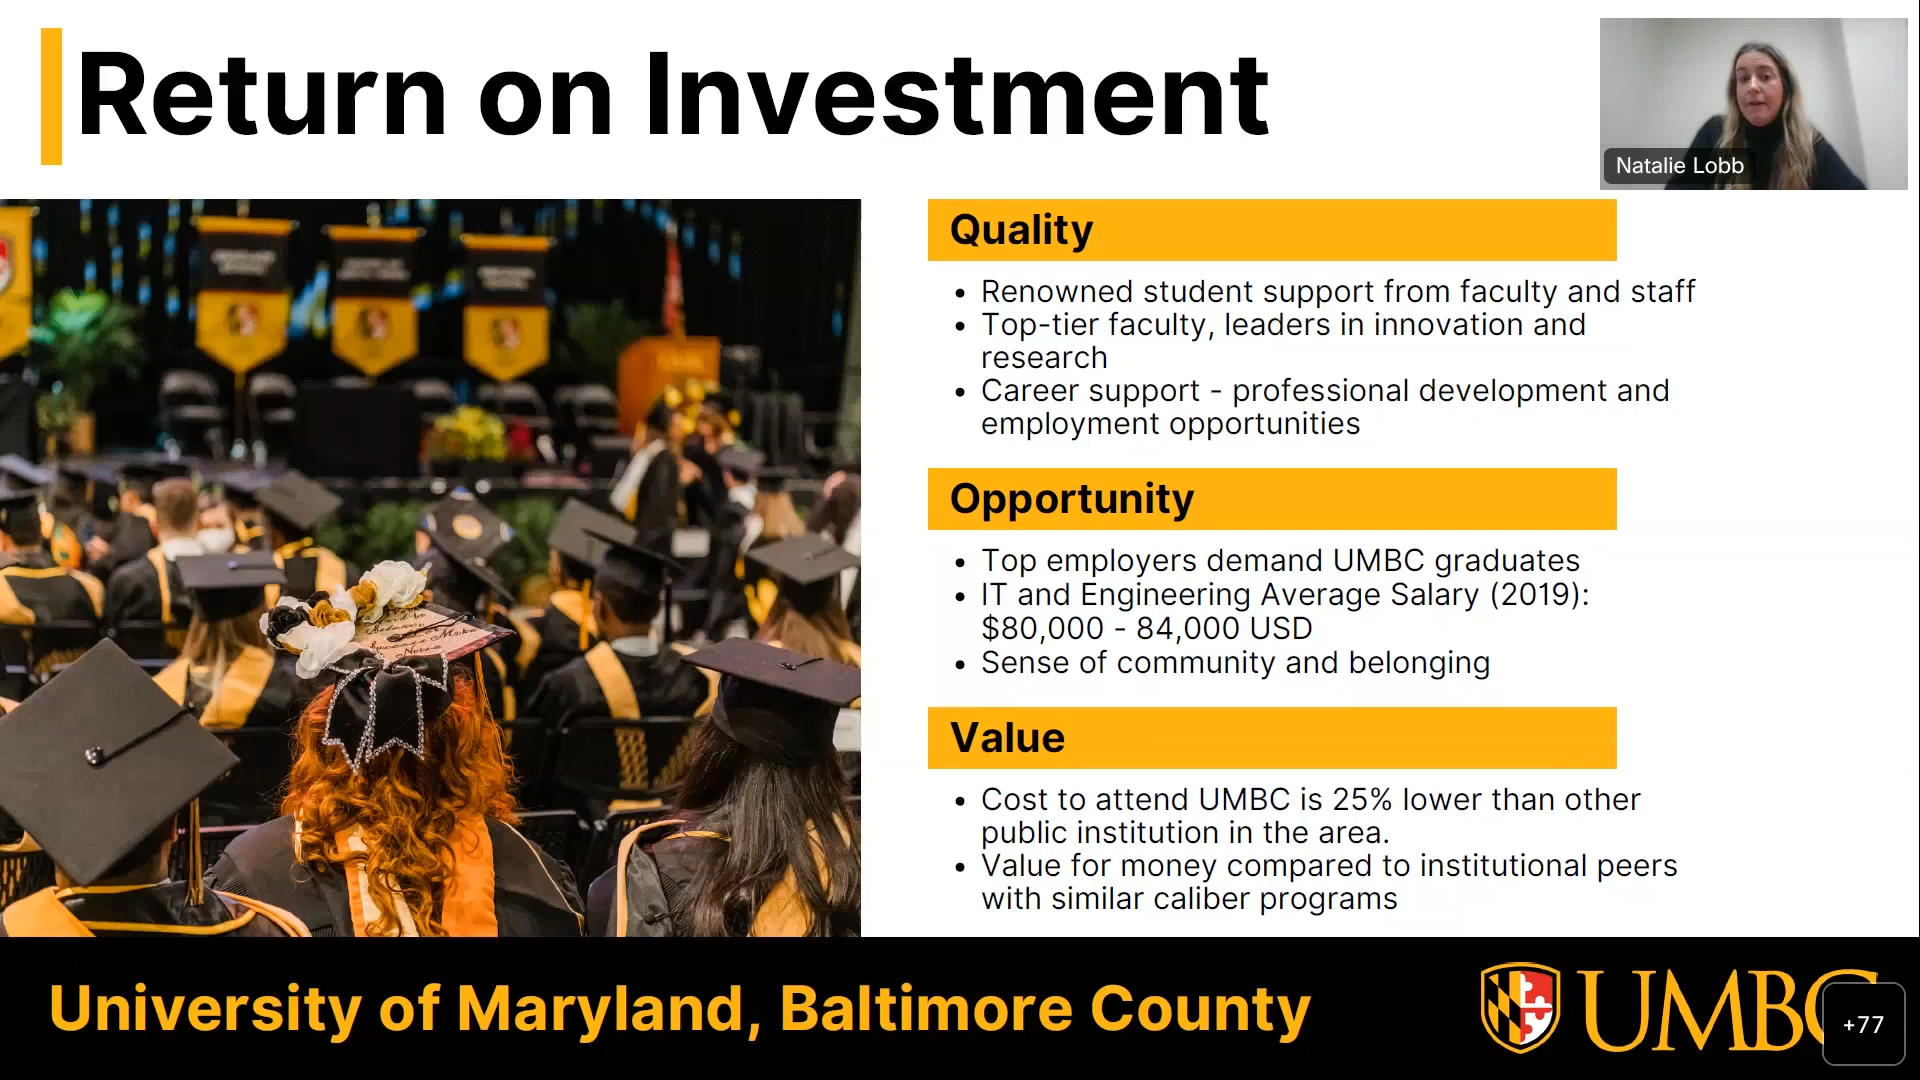 Return on Investment
Natalie Lobb
Quality
• Renowned student support from faculty and staff
• Top-tier faculty, leaders in innovation and
research
• Career support - professional development and
employment opportunities
Opportunity
• Top employers demand UMBC graduates
• IT and Engineering Average Salary (2019):
$80,000 - 84,000 USD
• Sense of community and belonging
Value
• Cost to attend UMBC is 25% lower than other
public institution in the area.
• Value for money compared to institutional peers
with similar caliber programs
University of Maryland, Baltimore County
UMBC
+77